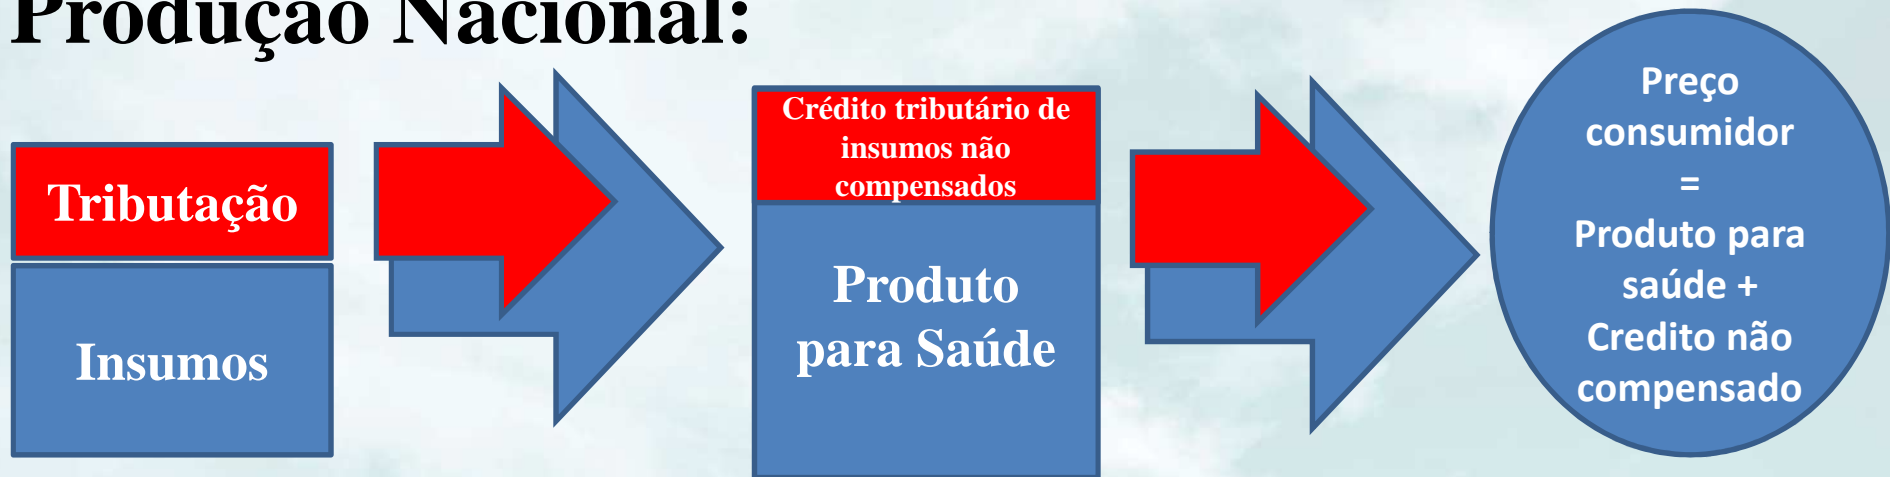 Produção Nacional:
Tributação
Insumos
Crédito tributário de
insumos não
compensados
Produto
para Saúde
Preço
consumidor
=
Produto para
saúde +
Credito não
compensado